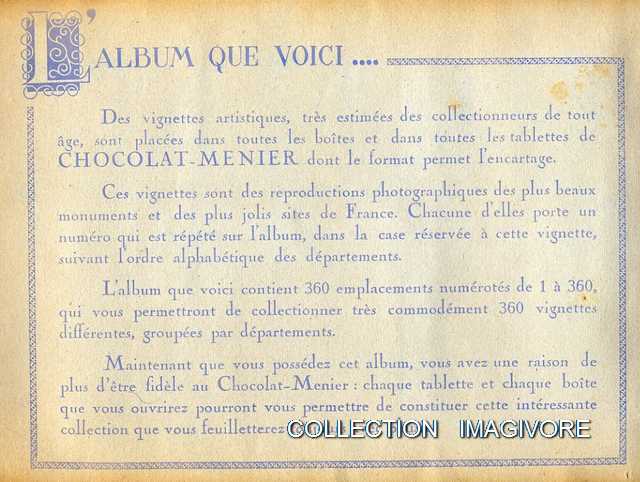 L'ALBUM QUE VOICI ....
Des vignettes artistiques, très estimées des collectionneurs de tout
âge, sont placées dans toutes les boîtes et dans toutes les tablettes de
CHOCOLAT-MENIER dont le format permet l'encartage.
Ces vignettes sont des reproductions photographiques des plus beaux
monuments et des plus jolis sites de France. Chacune d'elles porte un
numéro qui est répété sur l'album, dans la case réservée à cette vignette,
suivant l'ordre alphabétique des départements.
L'album que voici contient 360 emplacements numérotés de 1 à 360,
qui vous permettront de collectionner très commodément 360 vignettes
différentes, groupées par départements.
Maintenant que vous possédez cet album, vous avez une raison de
plus d'être fidèle au Chocolat-Menier : chaque tablette et chaque boîte
que vous ouvrirez pourront vous permettre de constituer cette intéressante
collection que vous feuilletterez
COLLECTION IMAGIVORE